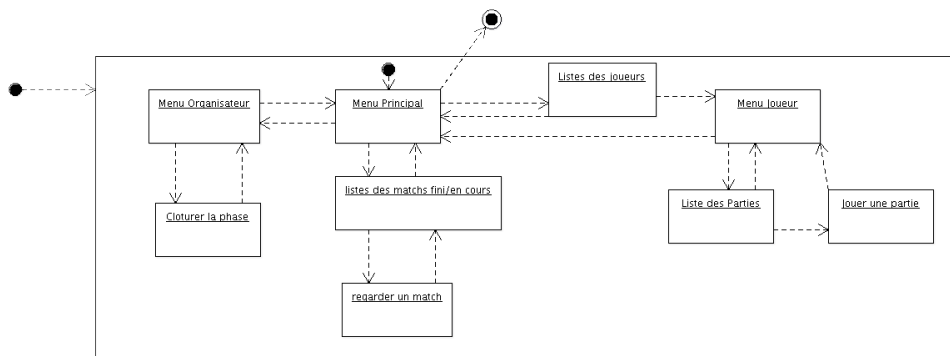 Listes des joueurs
Menu Organisateur
Menu Principal
Menu Joueur
listes des matchs fini/en cours
Cloturer la phase
Liste des Parties
Jouer une partie
regarder un match